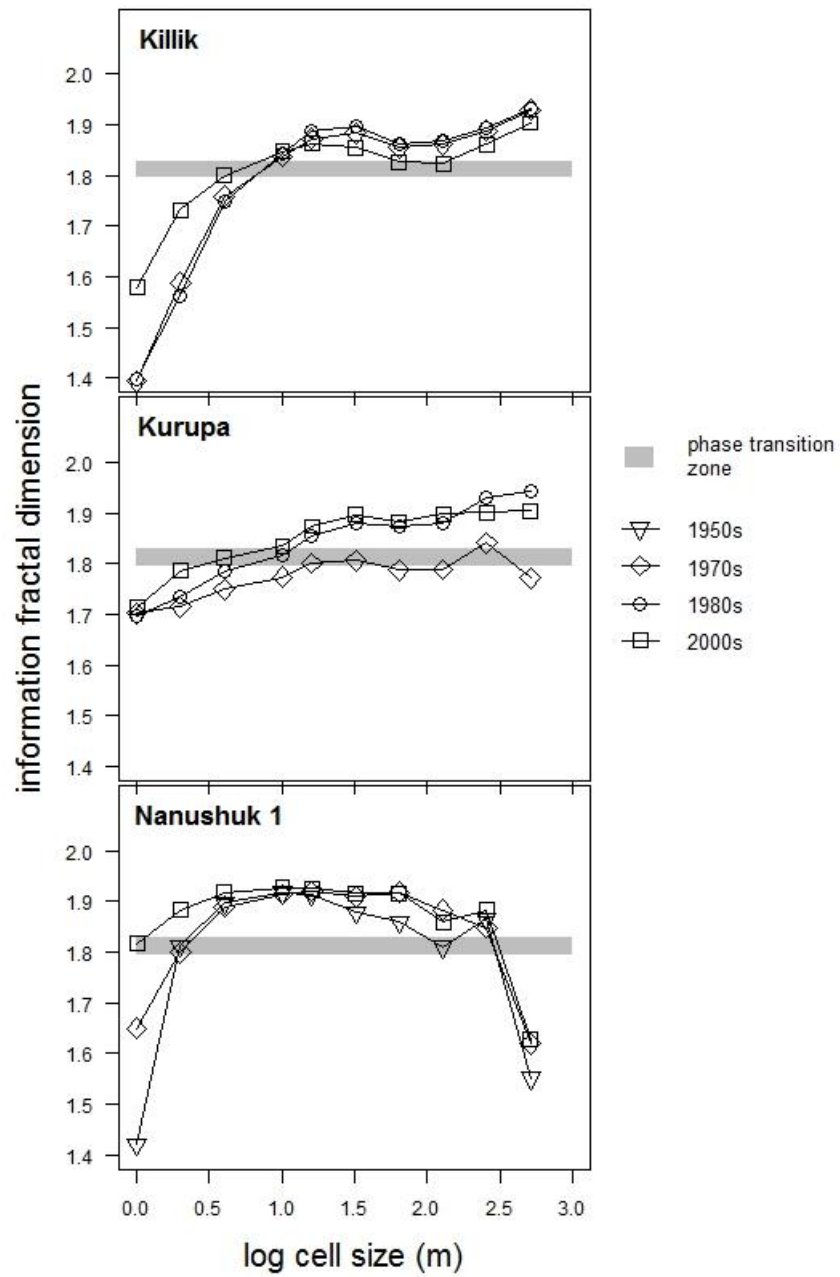 Killik
2.0
1.9
1.8
1.7
1.6
1.5
1.4
Kurupa
2.0
1.9
1.8
1.7
1.6
1.5
1.4
Nanushuk 1
2.0
1.9
1.8
1.7
1.6
1.5
1.4
0.0 0.5 1.0 1.5 2.0 2.5 3.0
log cell size (m)
information fractal dimension
phase transition
zone
1950s
1970s
1980s
2000s